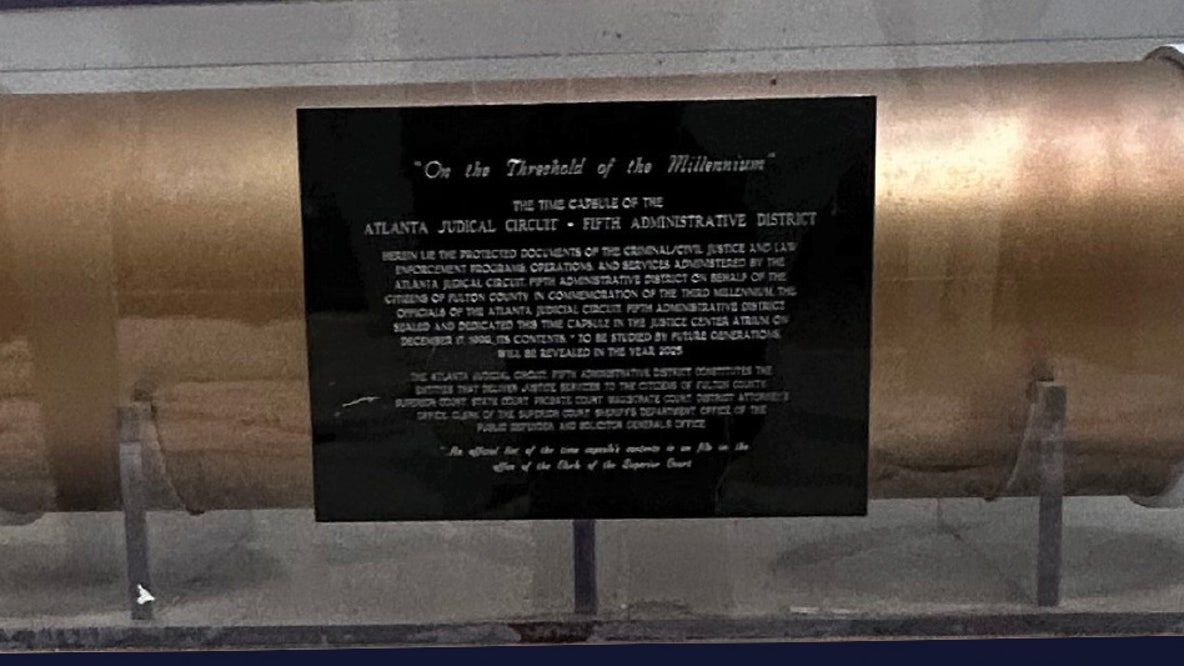 "On the Threshold of the Millennium"
THE TIME CAPSULE OF THE
ATLANTA JUDICAL CIRCUIT - FIFTH ADMINISTRATIVE DISTRICT
HEREIN LIE THE PROTECTED DOCUMENTS OF THE CRIMINAL/CIVIL JUSTICE AND LAW
ENFORCEMENT PROGRAMS, OPERATIONS, AND SERVICES ADMINISTERED BY THE
ATLANTA JUDICAL CIRCUIT, FIFTH ADMINISTRATIVE DISTRICT ON BEHALF OF THE
CITIZENS OF FULTON COUNTY IN COMMEMORATION OF THE THIRD MILLENNIUM, THE
OFFICIALS OF THE ATLANTA JUDICIAL CIRCUIT FIFTH ADMINISTRATIVE DISTRICT
SEALED AND DEDICATED THIS TIME CAPSULE IN THE JUSTICE CENTER ATRIUM ON
DECEMBER 17, ITS CONTENTS, * TO BE STUDIED BY FUTURE GENERATIONS,
WILL BE REVEALED IN THE YEAR 2025
THE ATLANTA JUDICIAL CIRCUIT FIFTH ADMINISTRATIVE DISTRICT CONSTITUTES THE
ENTITIES THAT DELIVER JUSTICE SERVICES TO THE CITIZENS OF FULTON COUNTY
SUPERIOR COURT STATE COURT PROBATE COURT MAGISTRATE COURT DISTRICT ATTORNEY'S
OFFICE CLERK OF THE SUPERIOR COURT SHERIFF'S DEPARTMENT OFFICE OF THE
PUBLIC DEFENDER AND SOLICITOR GENERAL'S OFFICE
* An official list of the time capsule's contents is on file in the
office of the Clerk of the Superior Court